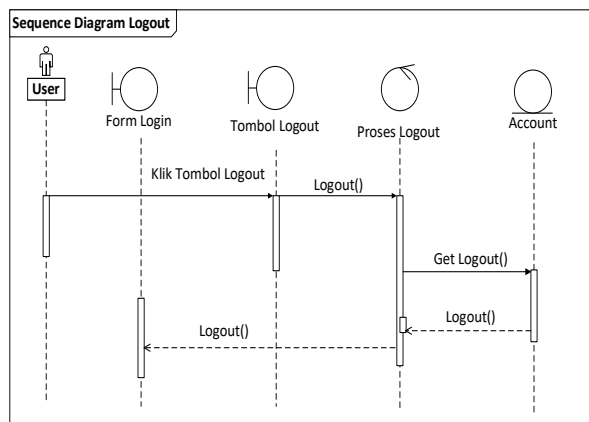 Sequence Diagram Logout
User
Form Login
Tombol Logout
Proses Logout
Account
Klik Tombol Logout
Logout()
Get Logout()
Logout()
Logout()